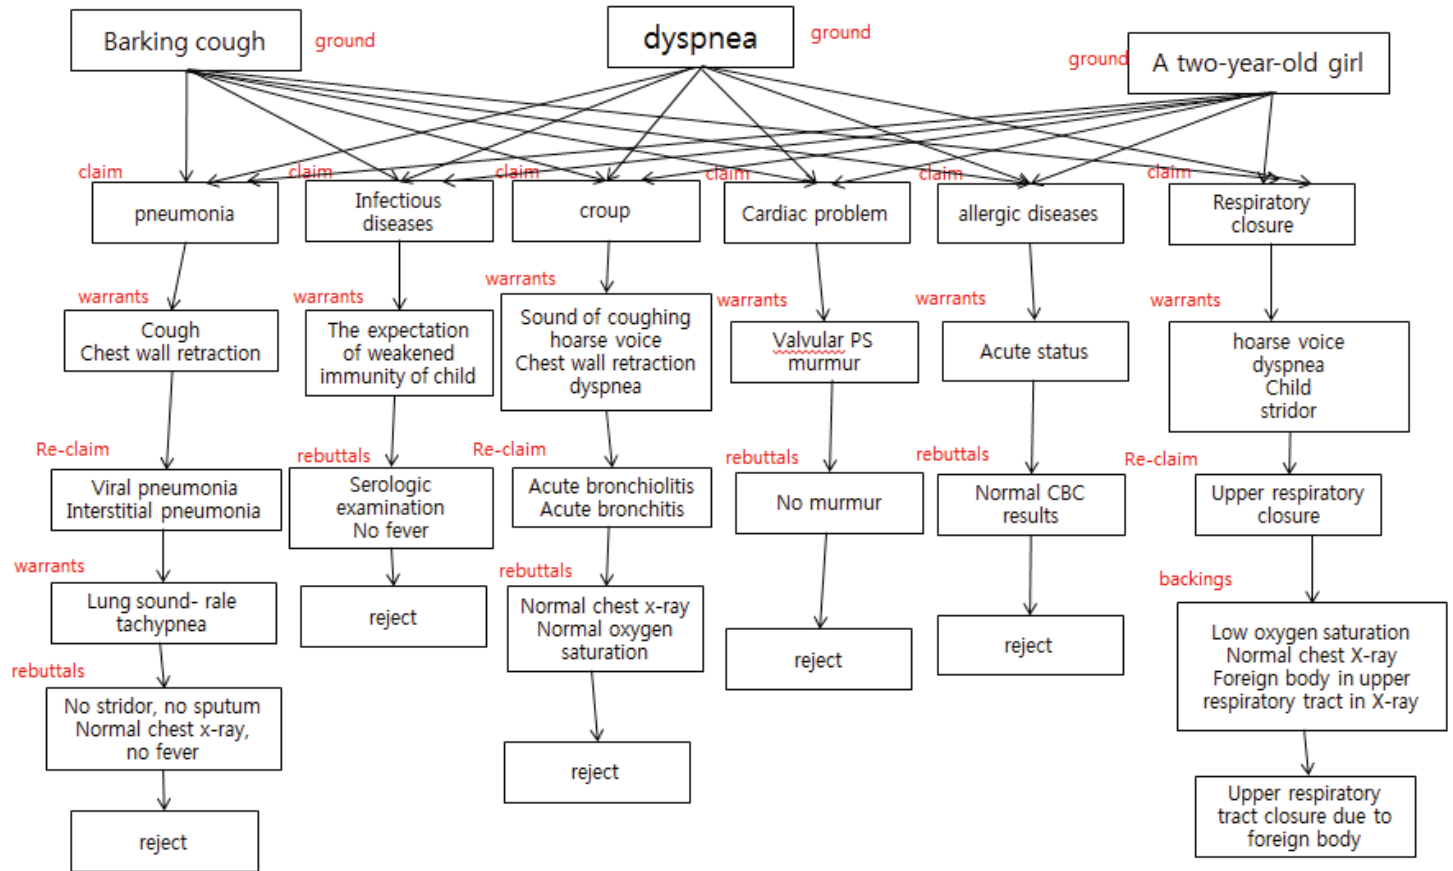 Barking cough
ground
dyspnea
ground
ground
A two-year-old girl
claim
claim
claim
claim
claim
claim
pneumonia
Infectious
diseases
croup
Cardiac problem
allergic diseases
Respiratory
closure
warrants
warrants
warrants
warrants
warrants
warrants
Cough
Chest wall retraction
The expectation
of weakened
immunity of child
Sound of coughing
hoarse voice
Chest wall retraction
dyspnea
Valvular PS
murmur
Acute status
hoarse voice
dyspnea
Child
stridor
Re-claim
rebuttals
Re-claim
rebuttals
rebuttals
Re-claim
Viral pneumonia
Interstitial pneumonia
Serologic
examination
No fever
Acute bronchiolitis
Acute bronchitis
No murmur
Normal CBC
results
Upper respiratory
closure
warrants
rebuttals
backings
Lung sound- rale
tachypnea
reject
Normal chest x-ray
Normal oxygen
saturation
reject
reject
Low oxygen saturation
Normal chest X-ray
Foreign body in upper
respiratory tract in X-ray
rebuttals
No stridor, no sputum
Normal chest x-ray,
no fever
reject
reject
Upper respiratory
tract closure due to
foreign body